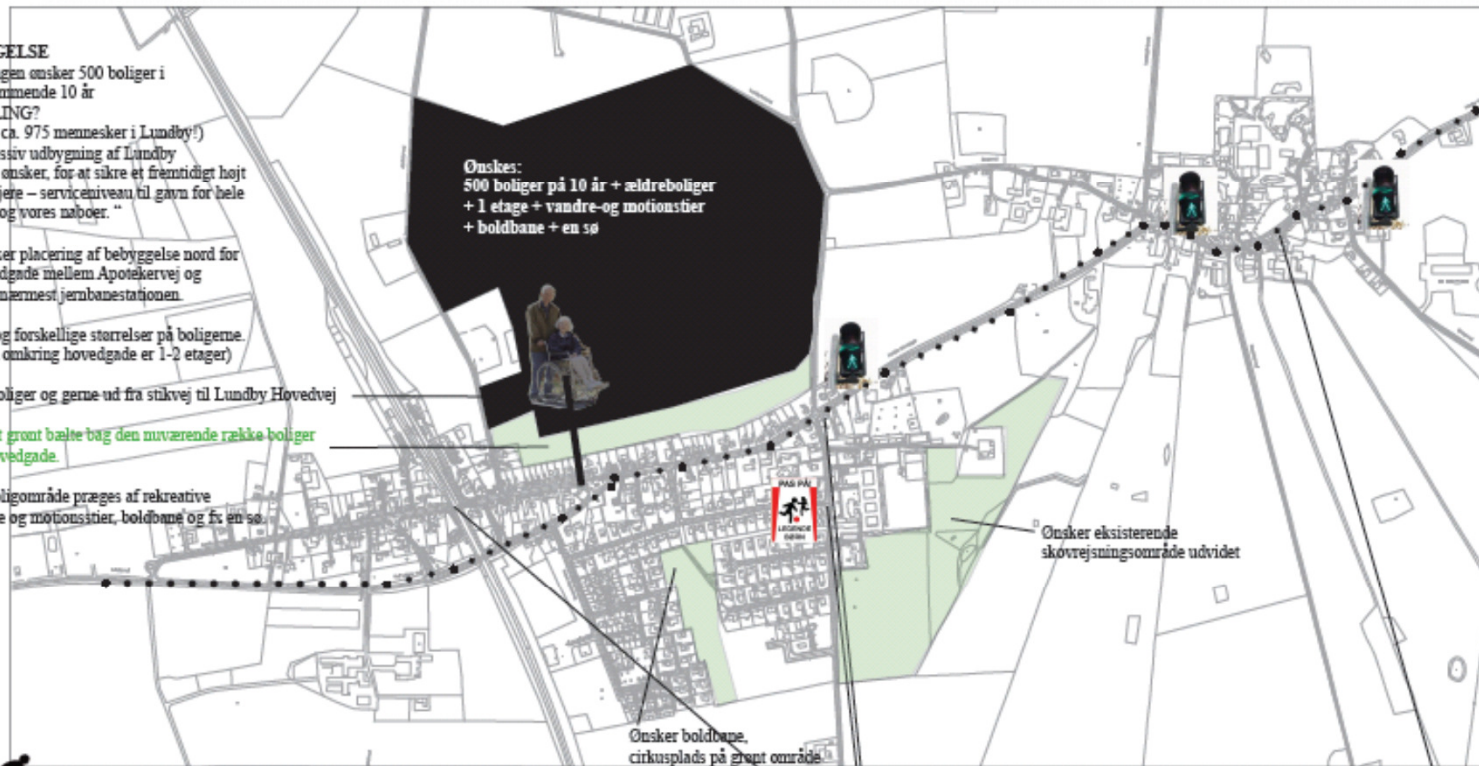 GELSE
gen ønsker 500 boliger i
mmende 10 år
LING?
ca. 975 mennesker i Lundby!)
ssiv udbygning af Lundby
ønsker, for at sikre et fremtidigt højt
jere – serviceniveau til gavn for hele
og vores naboer. “
ker placering af bebyggelse nord for
dgade mellem Apotekervej og
nærmest jernbanestationen.
og forskellige størrelser på boligerne.
omkring hovedgade er 1-2 etager)
boliger og gerne ud fra stikvej til Lundby Hovedvej
t grønt bælte bag den nuværende række boliger
vedgade.
oligområde præges af rekreative
e og motionsstier, boldbane og fx en sø
Ønskes:
500 boliger på 10 år + ældreboliger
+ 1 etage + vandre-og motionstier
+ boldbane + en sø
PAS PÅ!
LEGENDE
BØRN
Ønsker eksisterende
skovrejsningsområde udvidet
Ønsker boldbane,
cirkusplads på grønt område